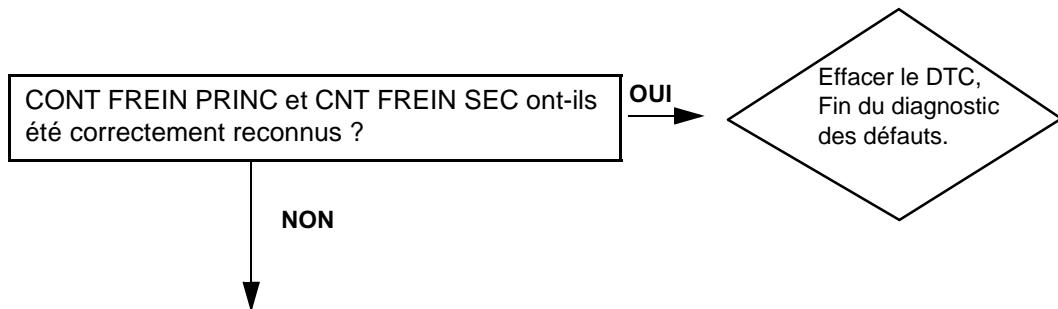 CONT FREIN PRINC et CNT FREIN SEC ont-ils
été correctement reconnus ?
OUI
Effacer le DTC,
Fin du diagnostic
des défauts.
NON